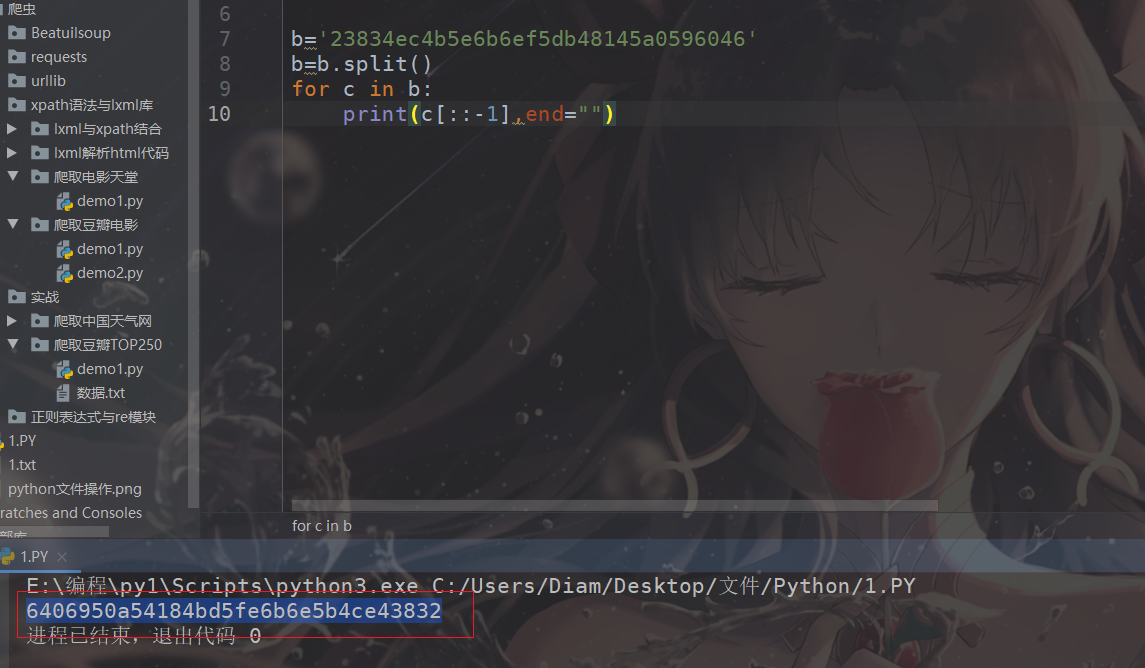 爬虫
Beatuilsoup
requests
urllib
xpath语法与lxml库
lxml与xpath结合
lxml解析html代码
爬取电影天堂
demo1.py
爬取豆瓣电影
demo1.py
demo2.py
实战
爬取中国天气网
爬取豆瓣TOP250
demo1.py
数据.txt
正则表达式与re模块
1.PY
1.txt
python文件操作.png
ratches and Consoles
部库
6
7 b='23834ec4b5e6b6ef5db48145a0596046'
8 b=b.split()
9 for c in b:
10 print(c[::-1],end="")
for c in b
1.PY
E:\编程\py1\Scripts\python3.exe C:/Users/Diam/Desktop/文件/Python/1.PY
6406950a54184bd5fe6b6e5b4ce43832
进程已结束，退出代码 0